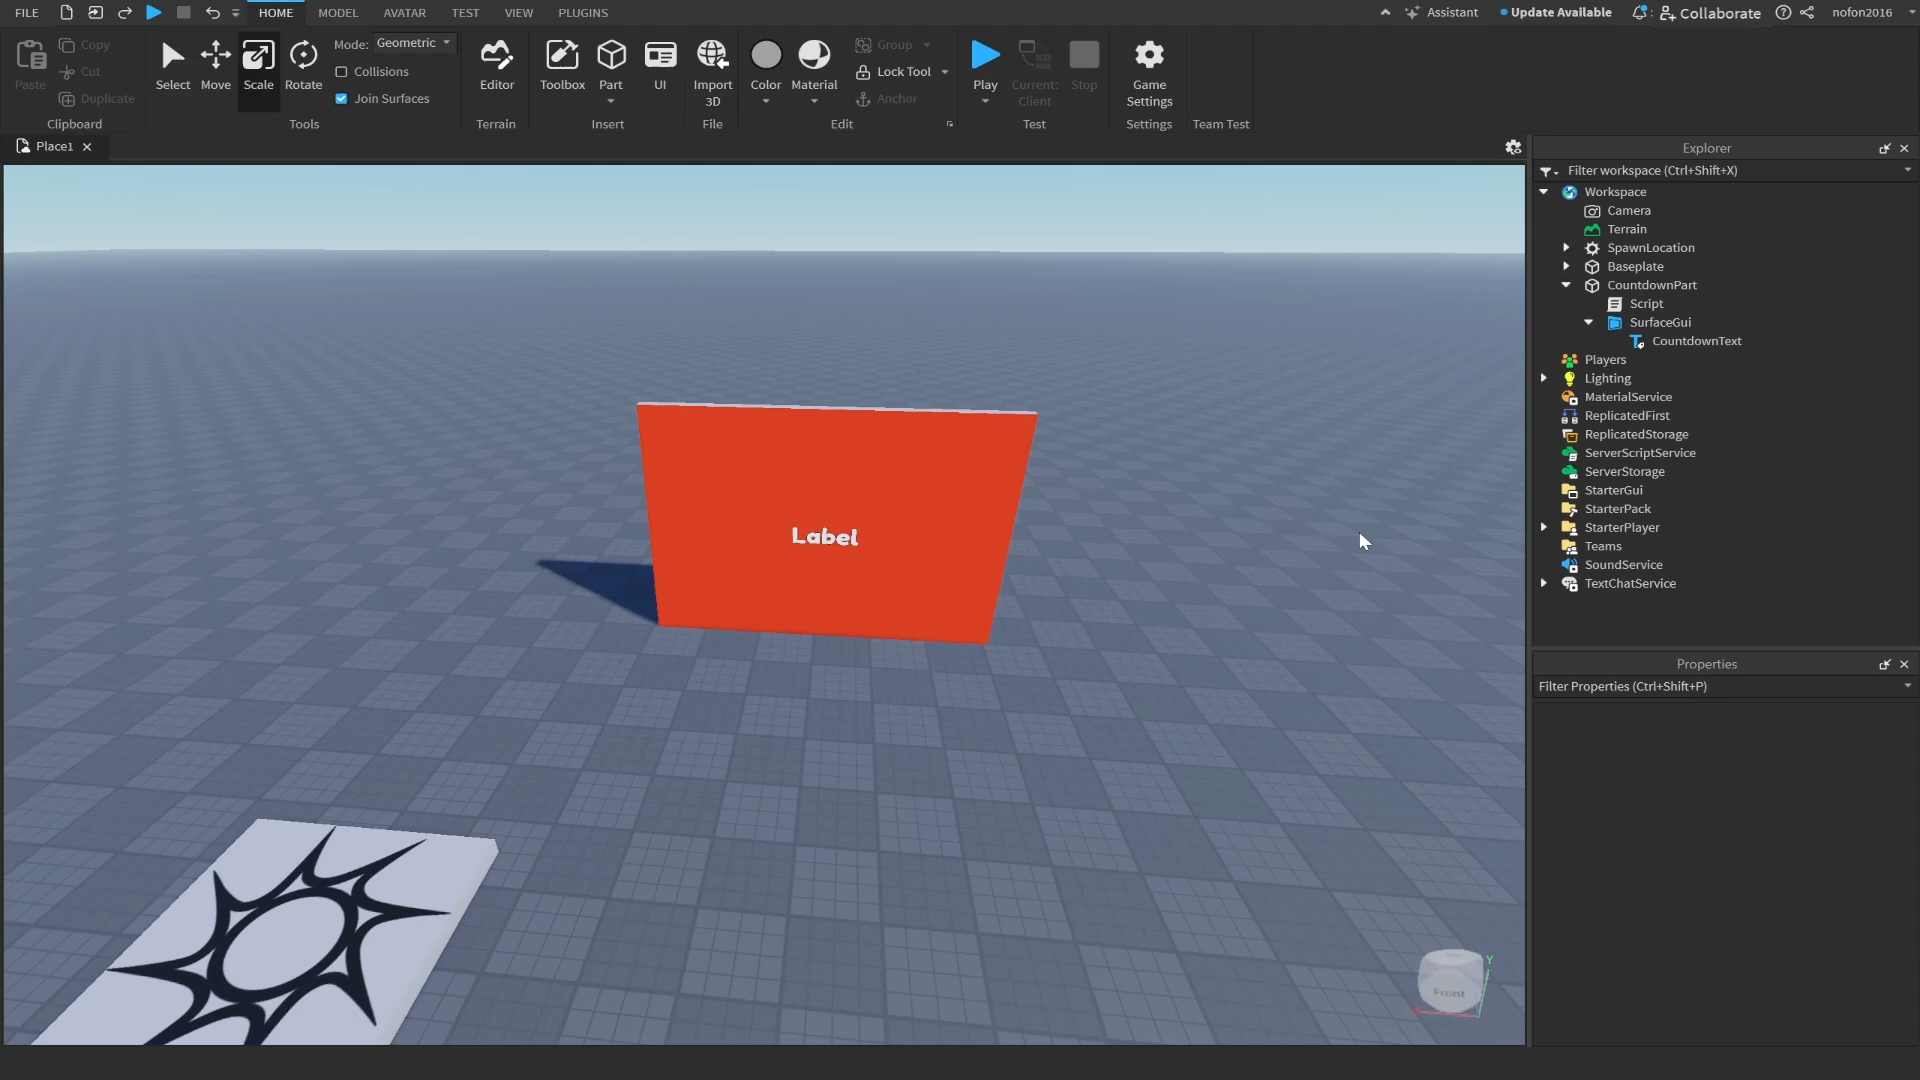 FILE HOME MODEL AVATAR TEST VIEW PLUGINS Assistant Update Available Collaborate nofon2016
Paste
Copy
Cut
Duplicate
Clipboard
Select Move Scale Rotate
Mode: Geometric
Collisions
Join Surfaces
Tools
Editor
Terrain
Toolbox Part UI
Insert
Import
3D
File
Color Material
Group
Lock Tool
Anchor
Edit
Play
Current:
Client
Stop
Test
Game
Settings
Settings
Team Test
Place1
Label
Front
Y
Explorer
Filter workspace (Ctrl+Shift+X)
Workspace
Camera
Terrain
SpawnLocation
Baseplate
CountdownPart
Script
SurfaceGui
CountdownText
Players
Lighting
MaterialService
ReplicatedFirst
ReplicatedStorage
ServerScriptService
ServerStorage
StarterGui
StarterPack
StarterPlayer
Teams
SoundService
TextChatService
Properties
Filter Properties (Ctrl+Shift+P)